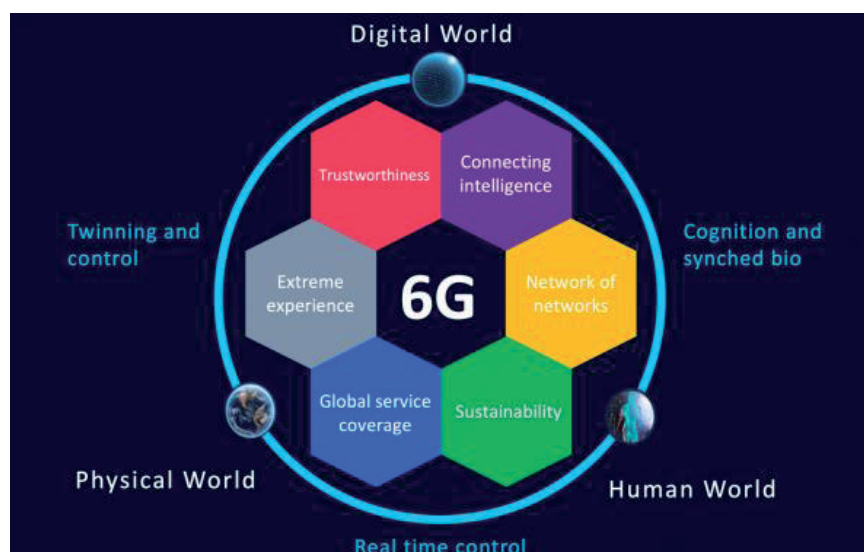 Digital World
Trustworthiness
Connecting
intelligence
Twinning and
control
Cognition and
synched bio
Extreme
experience
6G
Network of
networks
Global service
coverage
Sustainability
Physical World
Human World
Real time control